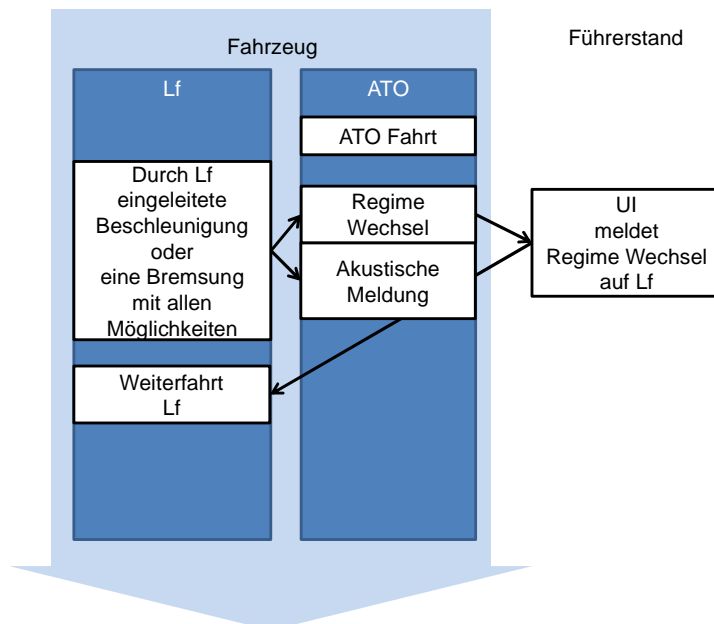 Fahrzeug
Führerstand
Lf
ATO
ATO Fahrt
Durch Lf
eingeleitete
Beschleunigung
oder
eine Bremsung
mit allen
Möglichkeiten
Regime
Wechsel
Akustische
Meldung
UI
meldet
Regime Wechsel
auf Lf
Weiterfahrt
Lf